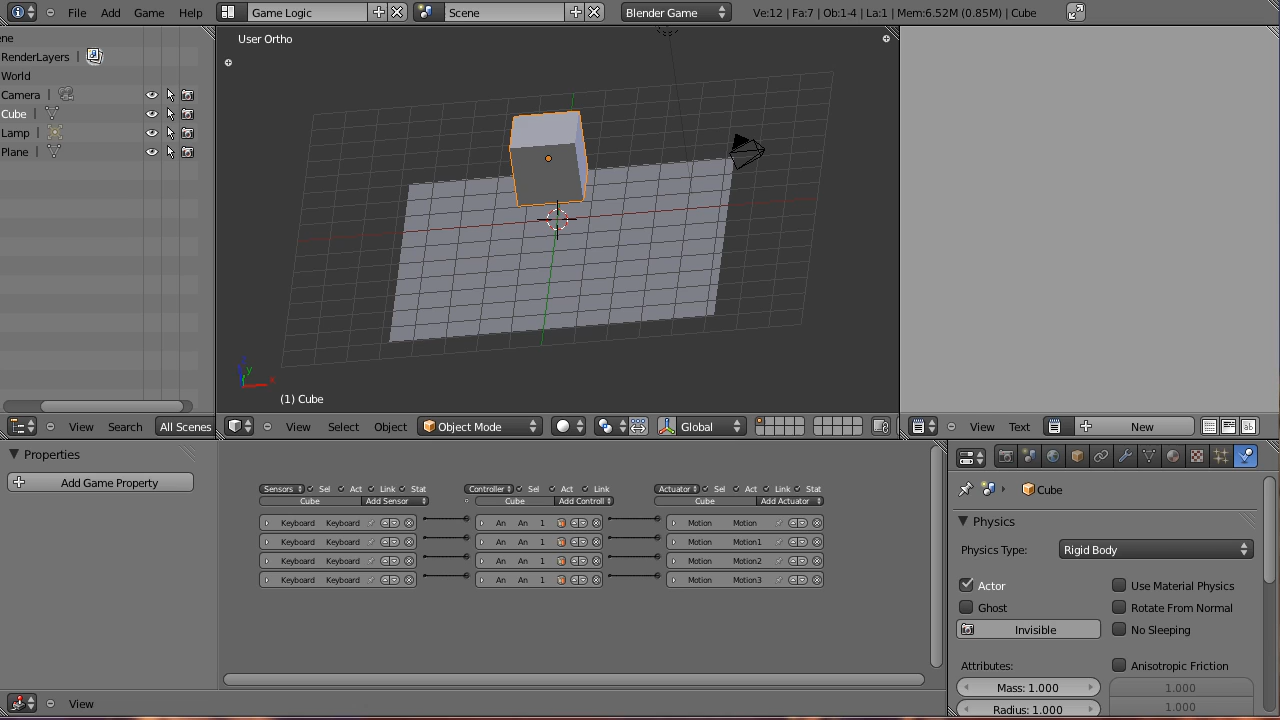 File Add Game Help Game Logic Scene Blender Game Ve:12 | Fa:7 | Ob:1-4 | La:1 | Mem:6.52M (0.85M) | Cube
ene
RenderLayers |
World
Camera |
Cube |
Lamp |
Plane |
View Search All Scenes
User Ortho
z
y
x
(1) Cube
View Select Object Object Mode Global
View Text New
Properties
Add Game Property
Sensors Sel Act Link Stat Controller Sel Act Link Actuator Sel Act Link Stat
Cube Add Sensor Cube Add Controll Cube Add Actuator
Keyboard Keyboard An An 1 Motion Motion
Keyboard Keyboard An An 1 Motion Motion1
Keyboard Keyboard An An 1 Motion Motion2
Keyboard Keyboard An An 1 Motion Motion3
View
Cube
Physics
Physics Type: Rigid Body
Actor Use Material Physics
Ghost Rotate From Normal
Invisible No Sleeping
Attributes: Anisotropic Friction
Mass: 1.000 1.000
Radius: 1.000 1.000